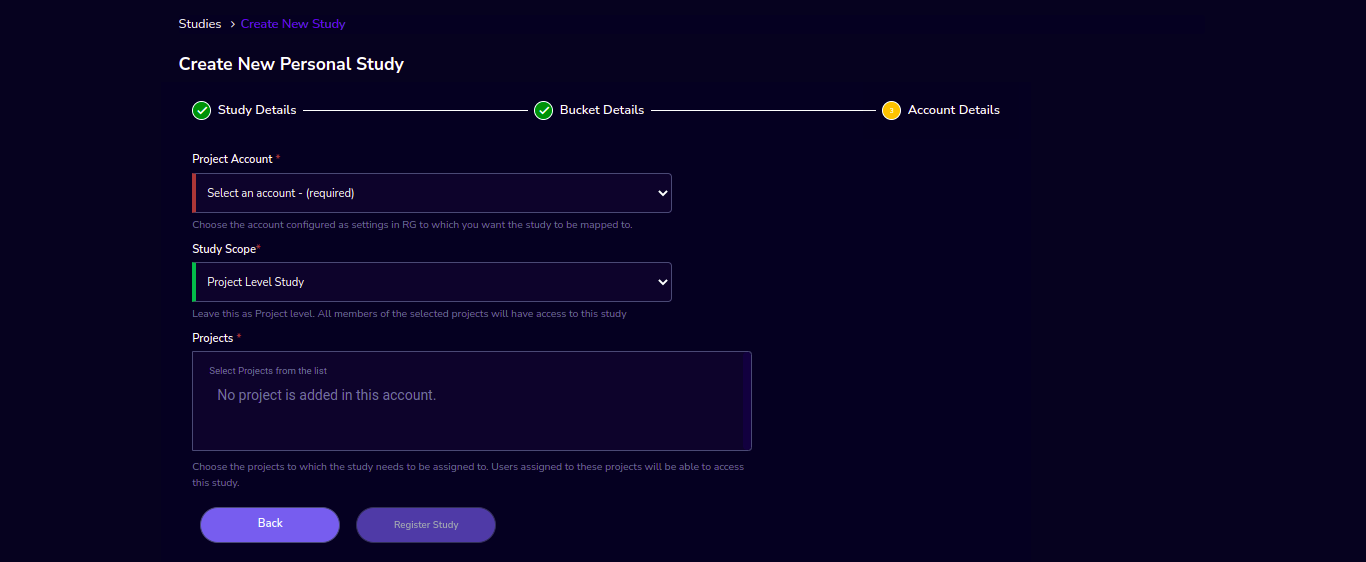 Studies > Create New Study
Create New Personal Study
Study Details Bucket Details 3 Account Details
Project Account *
Select an account - (required)
Choose the account configured as settings in RG to which you want the study to be mapped to.
Study Scope*
Project Level Study
Leave this as Project level. All members of the selected projects will have access to this study
Projects *
Select Projects from the list
No project is added in this account.
Choose the projects to which the study needs to be assigned to. Users assigned to these projects will be able to access
this study.
Back Register Study